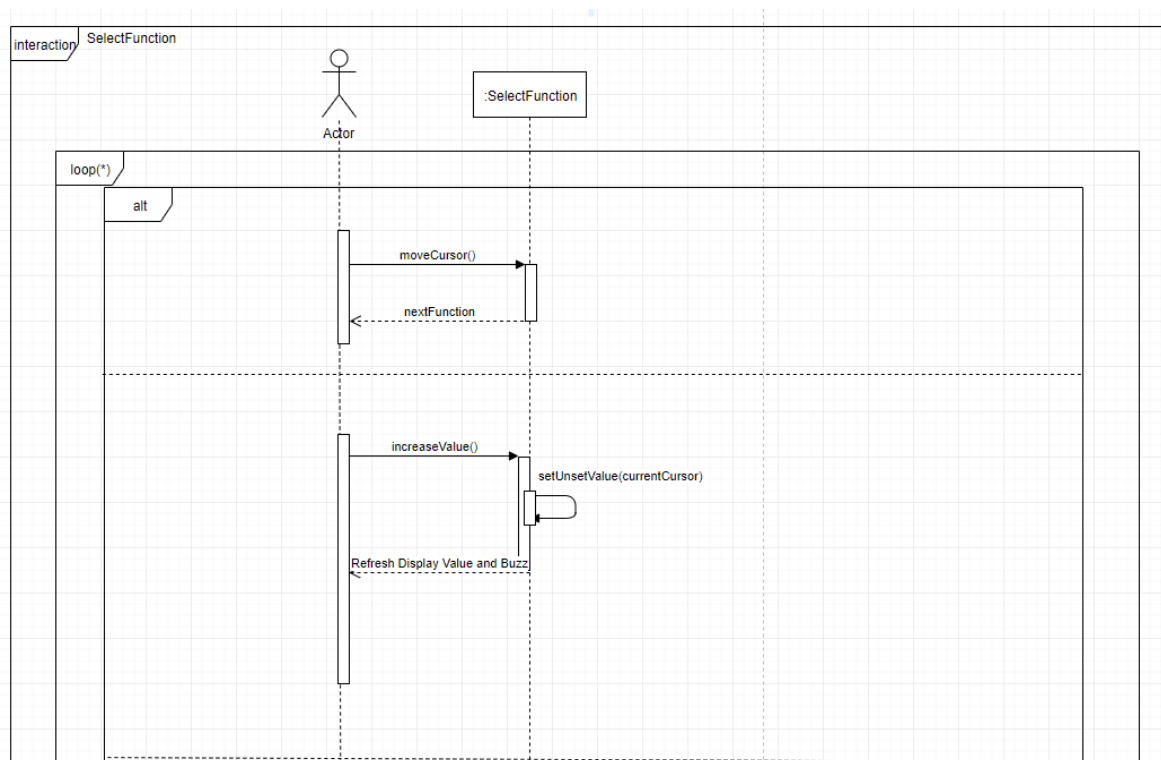 interaction
SelectFunction
:SelectFunction
Actor
loop(*)
alt
moveCursor()
nextFunction
increaseValue()
setUnsetValue(currentCursor)
Refresh Display Value and Buzz